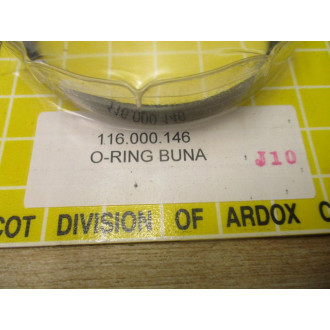 116.000.146
O-RING BUNA
J10
COT DIVISION OF ARDOX C